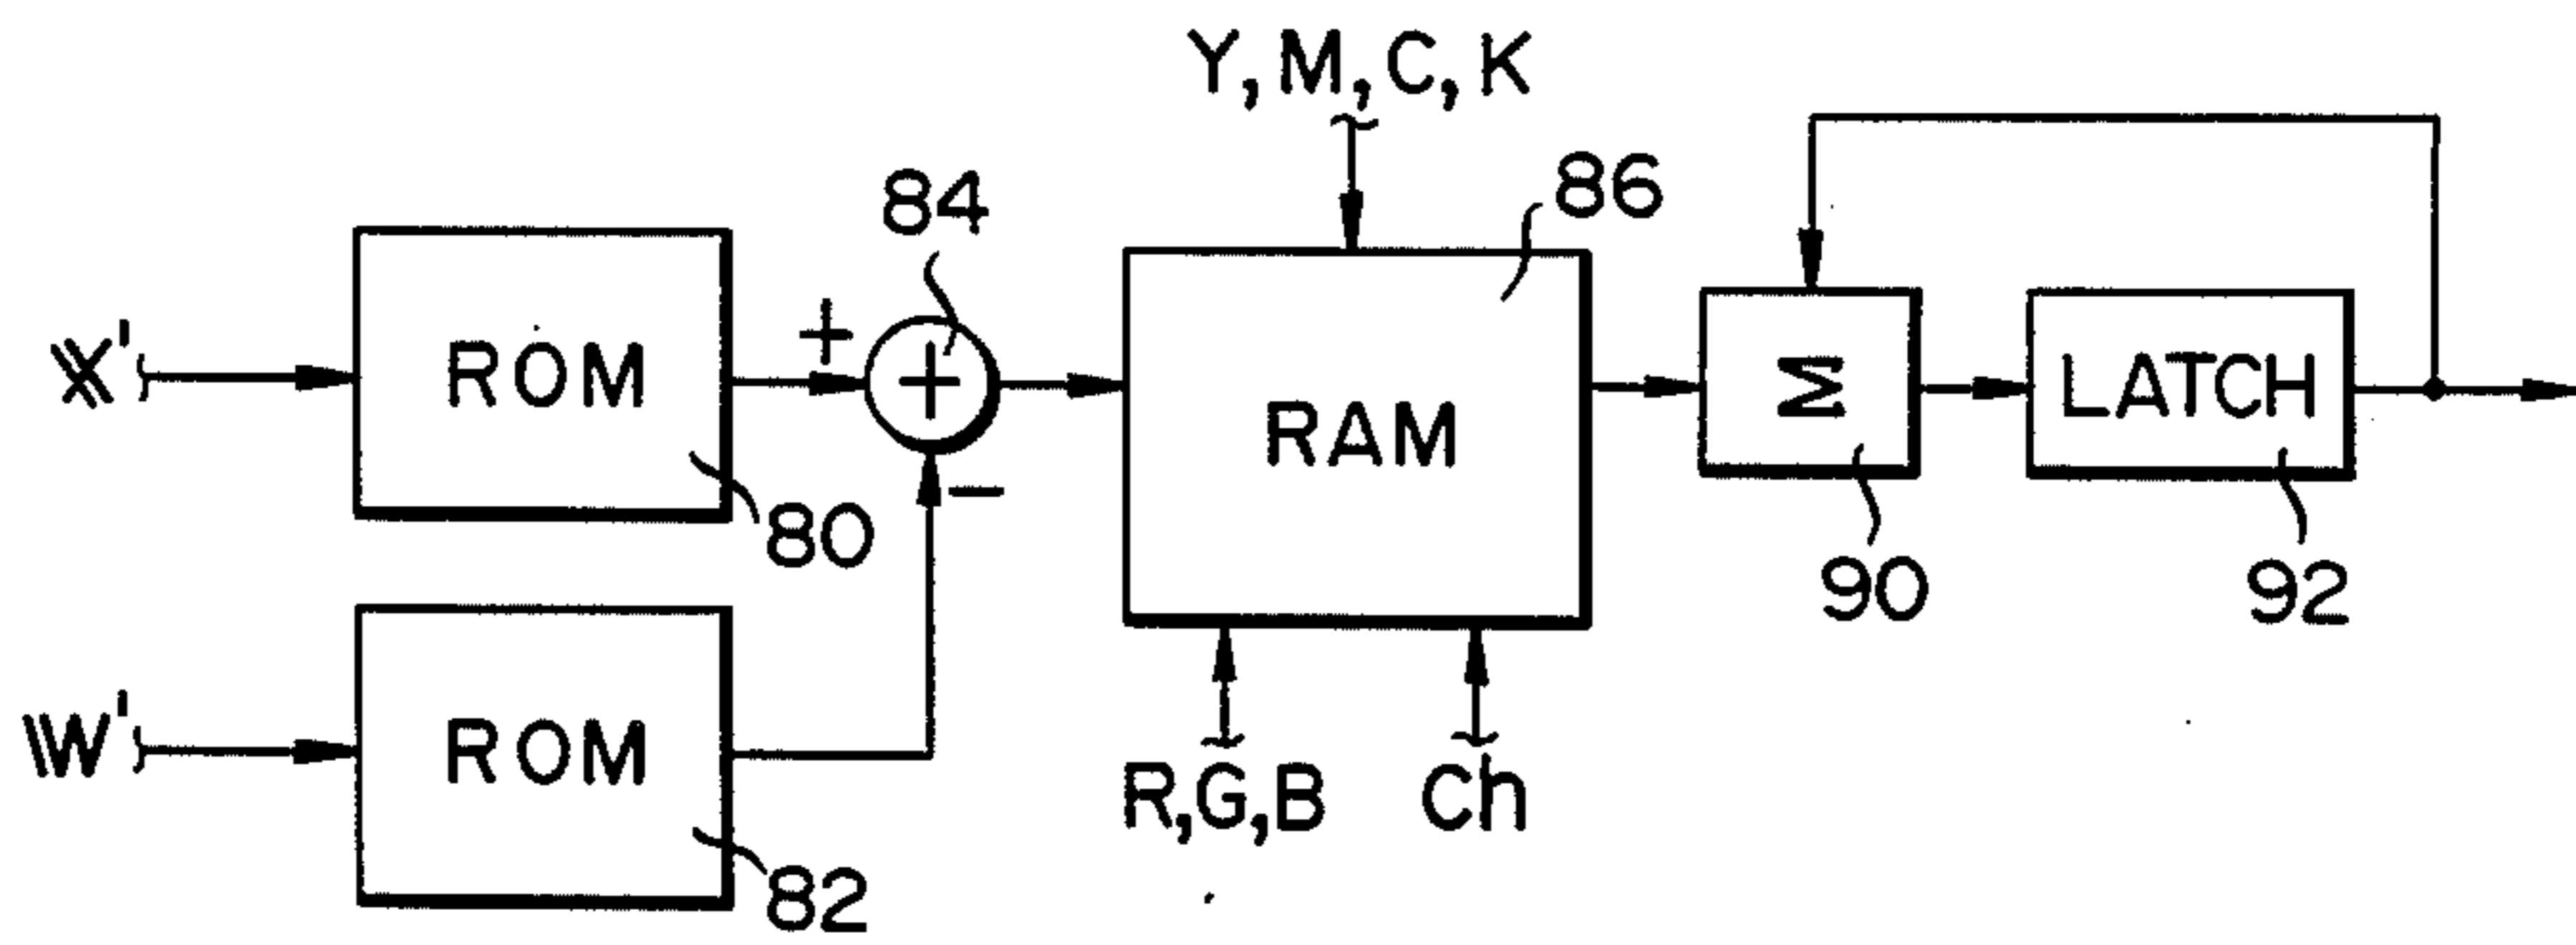 Y, M, C, K
84
86
X'
ROM
+
+
RAM
Σ
LATCH
80
−
90
92
W'
ROM
R, G, B
Ch
82